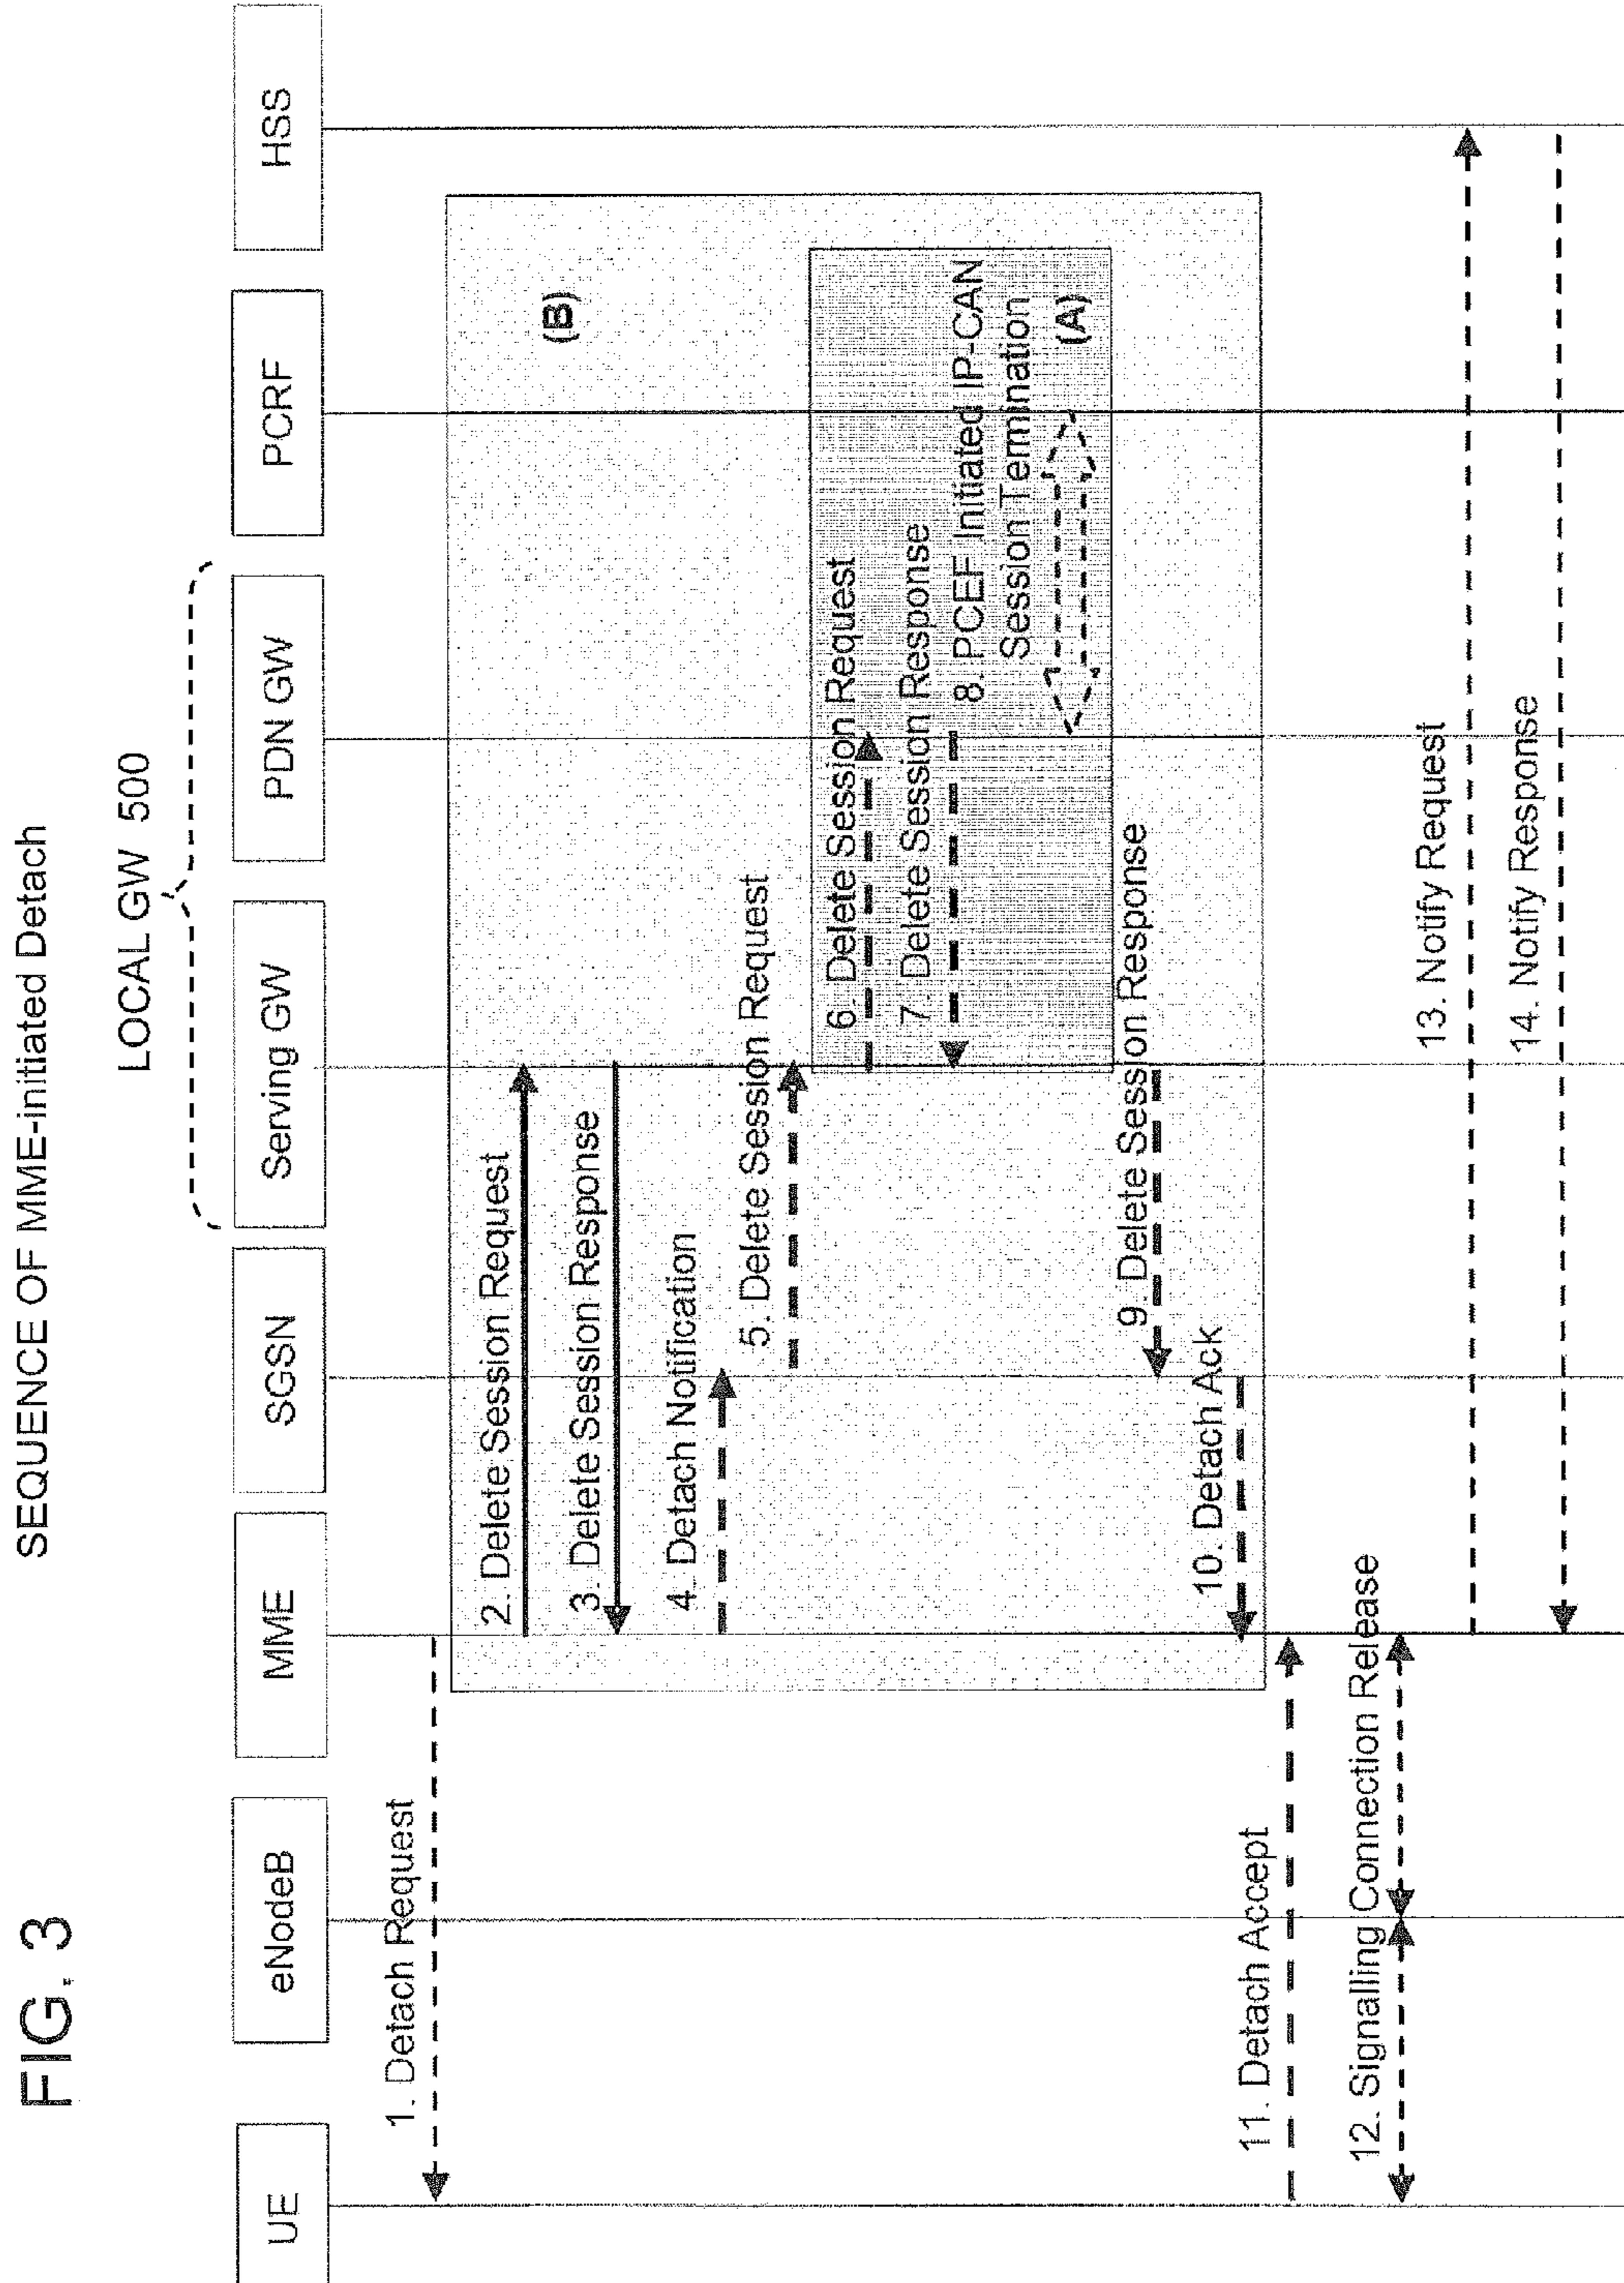 FIG. 3
SEQUENCE OF MME-initiated Detach
LOCAL GW 500
UE
eNodeB
MME
SGSN
Serving GW
PDN GW
PCRF
HSS
1. Detach Request
2. Delete Session Request
(B)
3. Delete Session Response
4. Detach Notification
5. Delete Session Request
6. Delete Session Request
7. Delete Session Response
8. PCEF Initiated IP-CAN
Session Termination
(A)
9. Delete Session Response
10. Detach Ack
11. Detach Accept
12. Signalling Connection Release
13. Notify Request
14. Notify Response